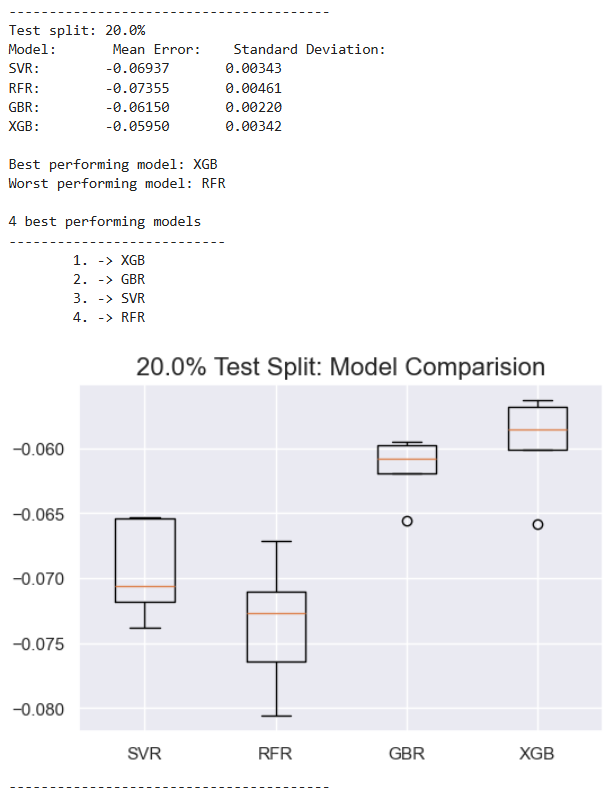 ----------------------------------------
Test split: 20.0%
Model:       Mean Error:    Standard Deviation:
SVR:        -0.06937       0.00343
RFR:        -0.07355       0.00461
GBR:        -0.06150       0.00220
XGB:        -0.05950       0.00342
Best performing model: XGB
Worst performing model: RFR
4 best performing models
---------------------------
1. -> XGB
2. -> GBR
3. -> SVR
4. -> RFR
20.0% Test Split: Model Comparision
−0.060
−0.065
−0.070
−0.075
−0.080
SVR RFR GBR XGB
----------------------------------------